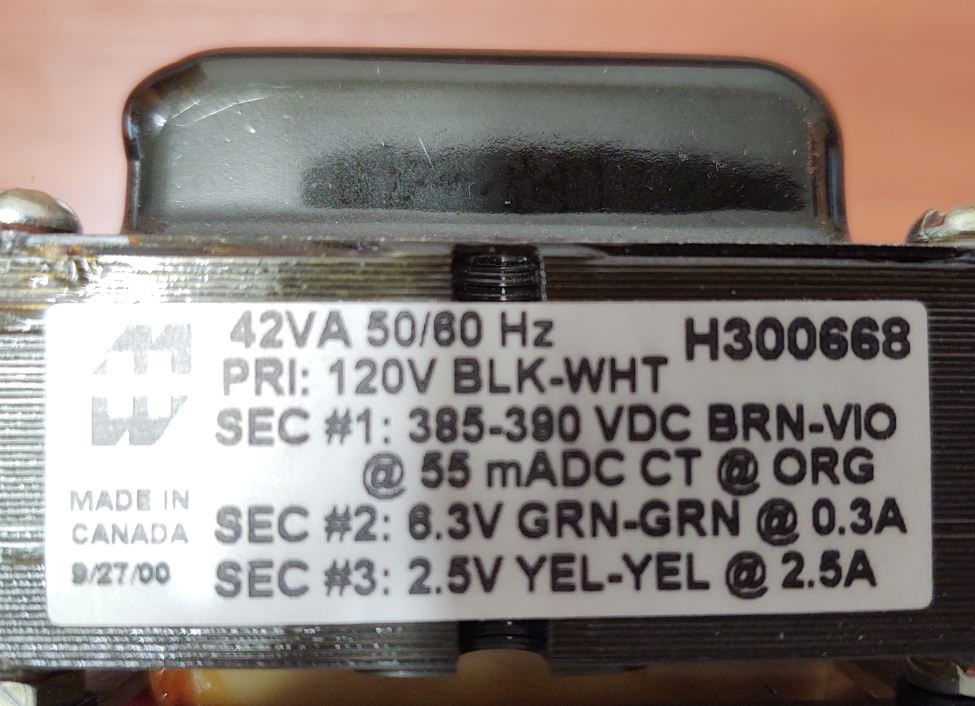 42VA 50/60 Hz
H300668
PRI: 120V BLK-WHT
SEC #1: 385-390 VDC BRN-VIO
@ 55 mADC CT @ ORG
SEC #2: 6.3V GRN-GRN @ 0.3A
SEC #3: 2.5V YEL-YEL @ 2.5A
MADE IN
CANADA
9/27/00